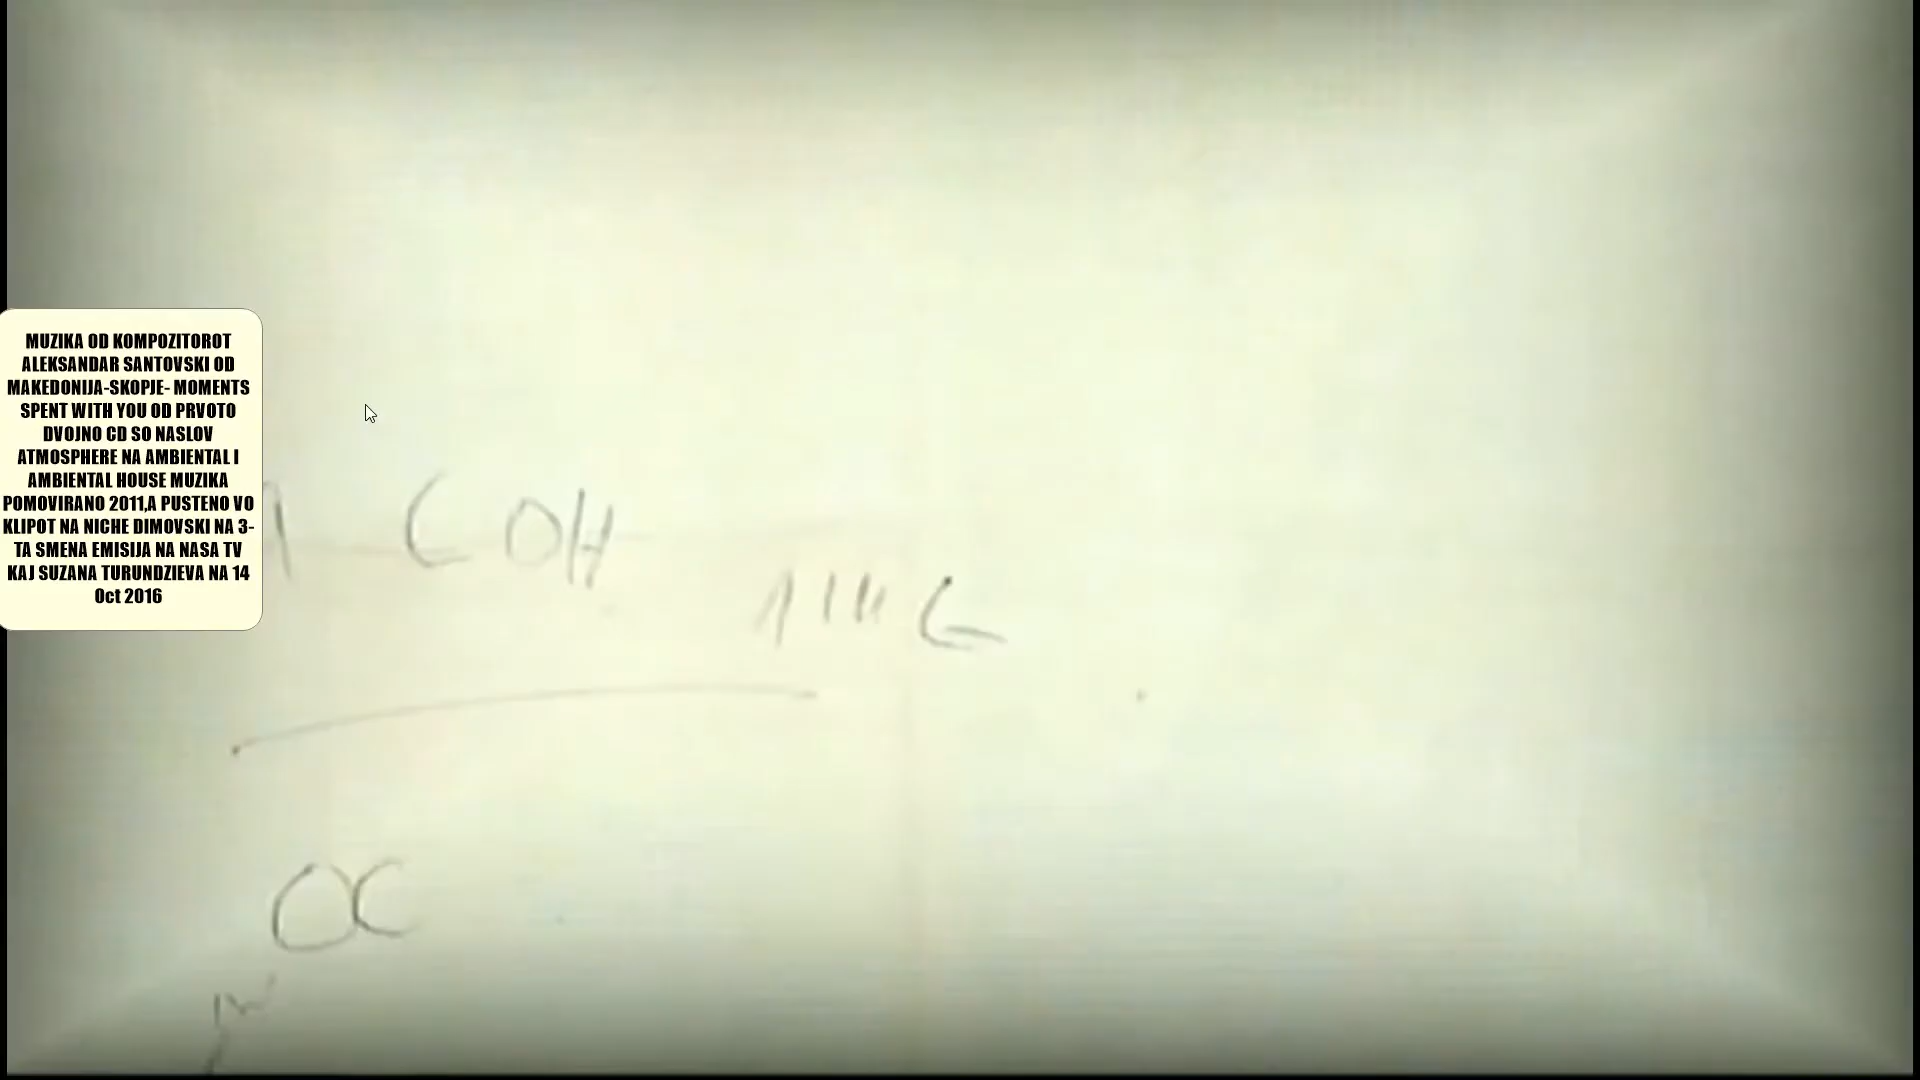 MUZIKA OD KOMPOZITOROT
ALEKSANDAR SANTOVSKI OD
MAKEDONIJA-SKOPJE- MOMENTS
SPENT WITH YOU OD PRVOTO
DVOJNO CD SO NASLOV
ATMOSPHERE NA AMBIENTAL I
AMBIENTAL HOUSE MUZIKA
POMOVIRANO 2011,A PUSTENO VO
KLIPOT NA NICHE DIMOVSKI NA 3-
TA SMENA EMISIJA NA NASA TV
KAJ SUZANA TURUNDZIEVA NA 14
Oct 2016
СОН
ОС